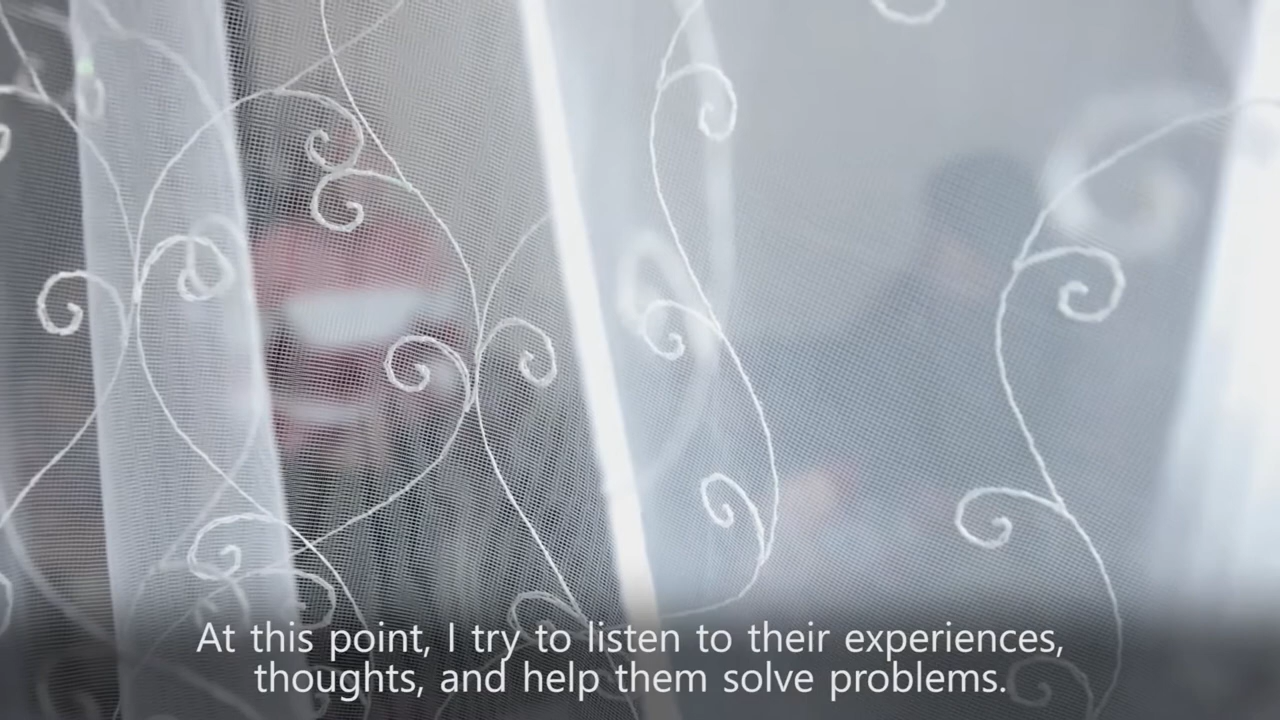 At this point, I try to listen to their experiences,
thoughts, and help them solve problems.